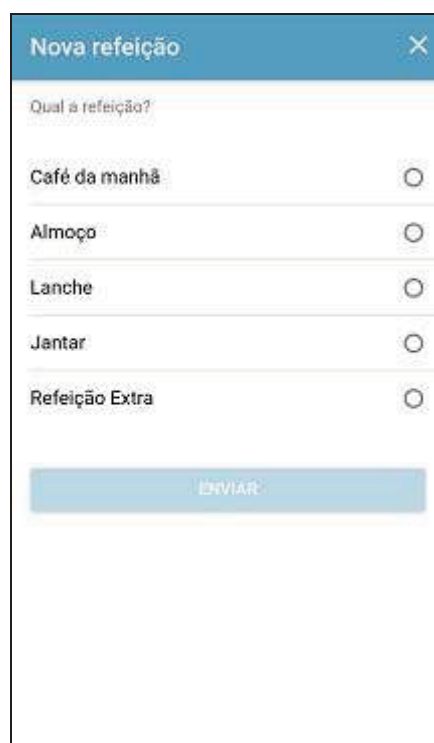 Nova refeição
Qual a refeição?
Café da manhã
Almoço
Lanche
Jantar
Refeição Extra
ENVIAR